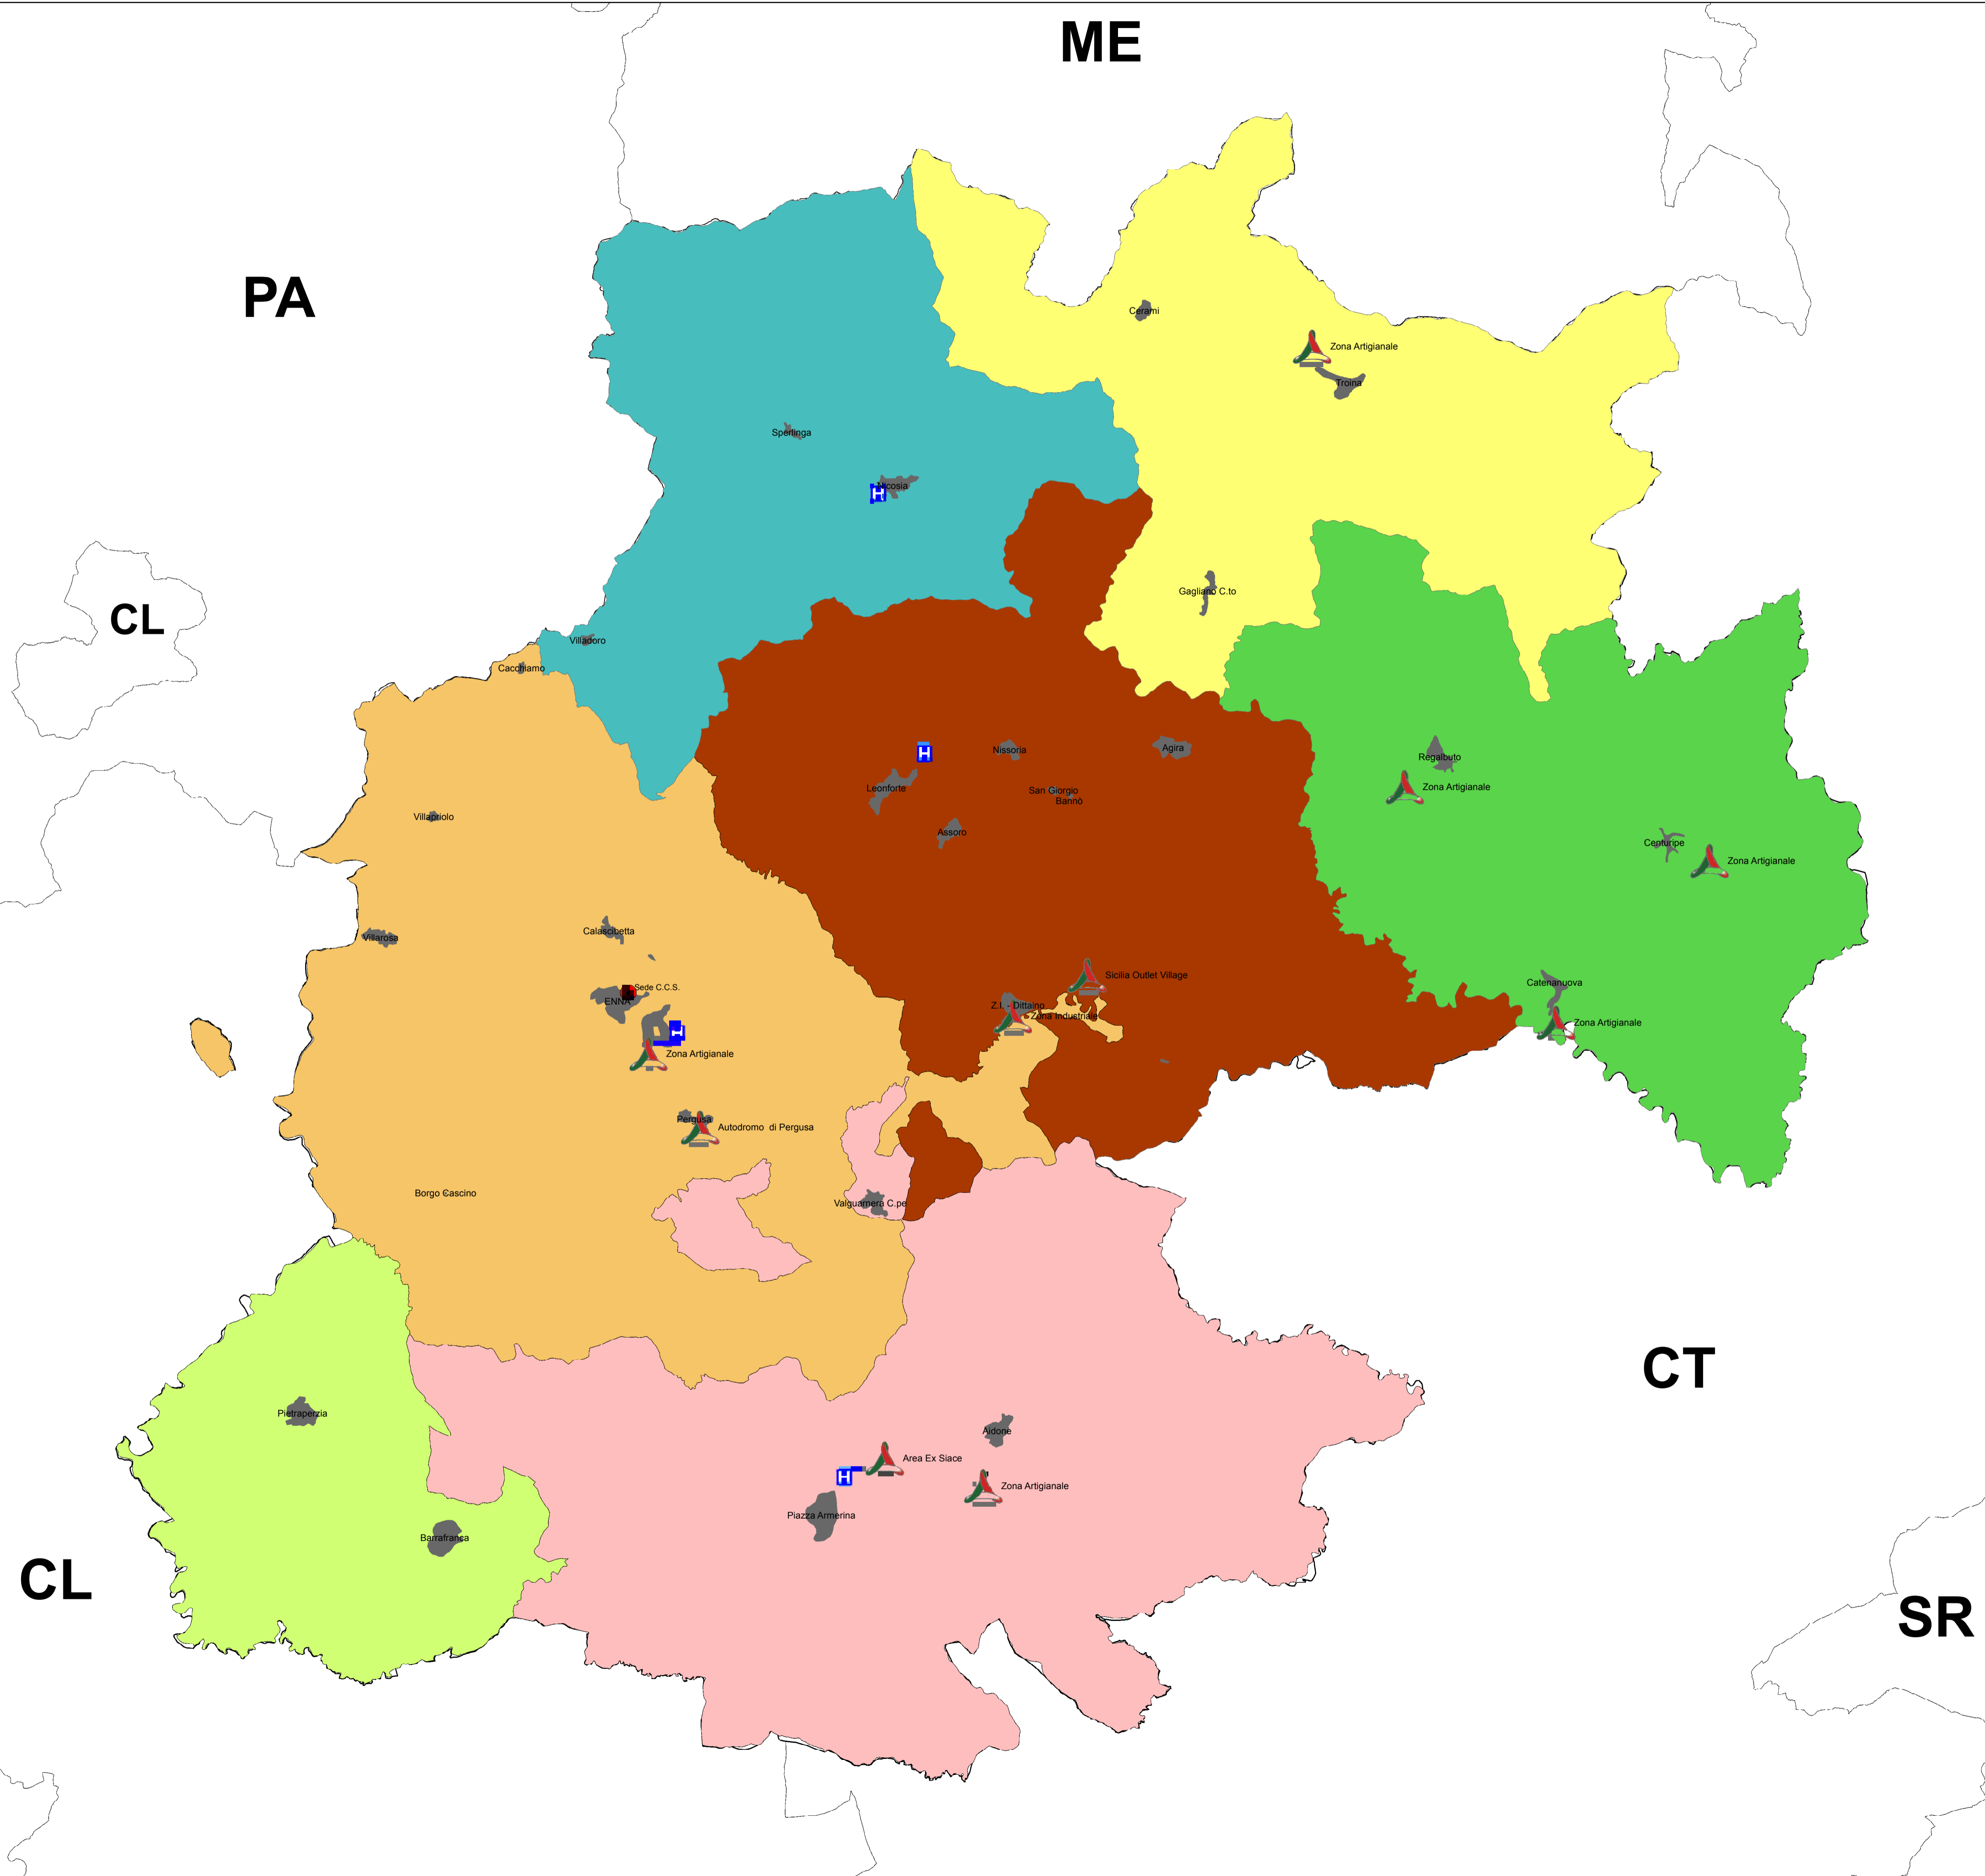 ME
PA
Cerami
Zona Artigianale
Troina
Sperlinga
Nicosia
H
Gagliano C.to
CL
Villadoro
Cacchiamo
H
Nissoria
Agira
Regalbuto
Leonforte
San Giorgio
Bannò
Zona Artigianale
Villapriolo
Assoro
Centuripe
Zona Artigianale
Villarosa
Calascibetta
Sicilia Outlet Village
Catenanuova
Sede C.C.S.
ENNA
Z.I. - Dittaino
Zona Industriale
Zona Artigianale
H
Zona Artigianale
Pergusa
Autodromo di Pergusa
Borgo Cascino
Valguarnera C.pe
CT
Pietraperzia
Aidone
Area Ex Siace
H
Zona Artigianale
Piazza Armerina
Barrafranca
CL
SR